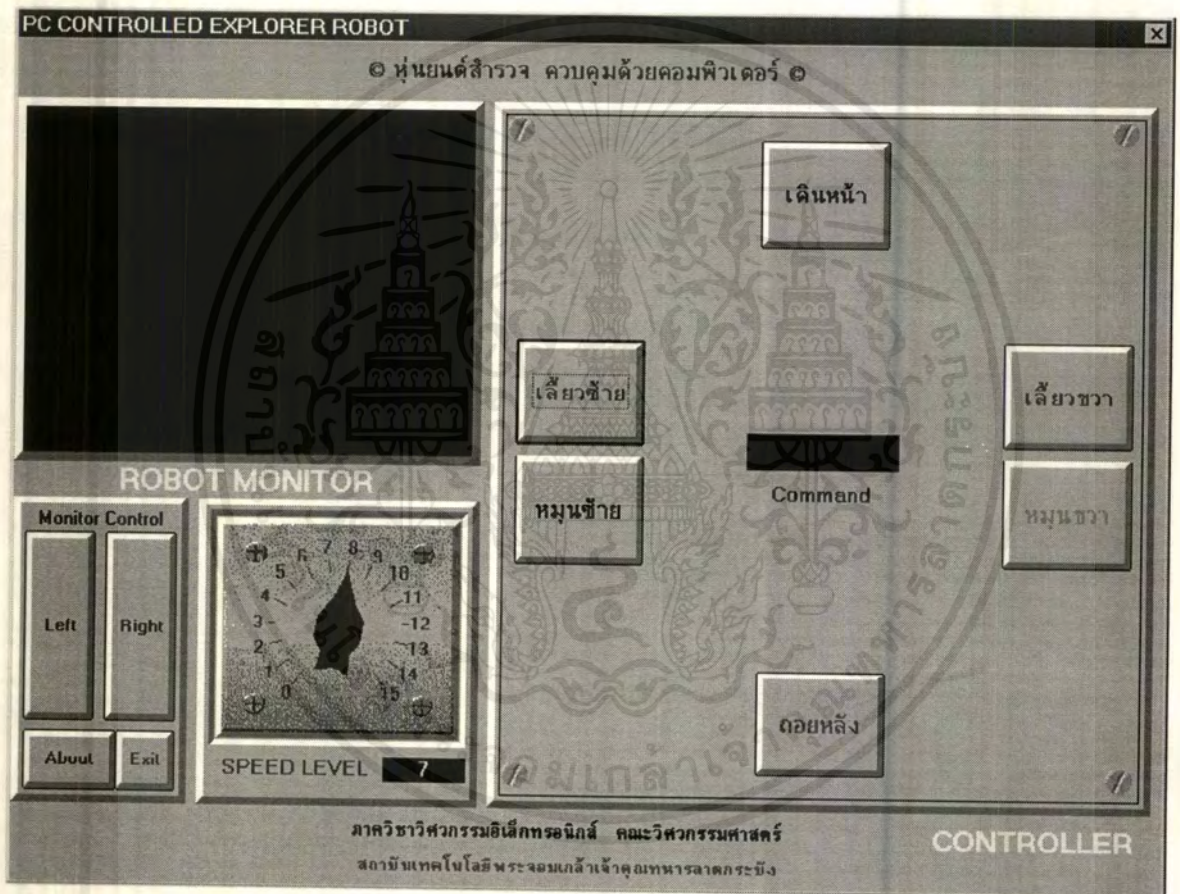 PC CONTROLLED EXPLORER ROBOT
© หุ่นยนต์สำรวจ ควบคุมด้วยคอมพิวเตอร์ ©
เดินหน้า
เลี้ยวซ้าย
เลี้ยวขวา
Command
หมุนซ้าย
หมุนขวา
ถอยหลัง
ROBOT MONITOR
Monitor Control
Left
Right
About
Exit
0
1
2
3
4
5
6
7
8
9
10
11
12
13
14
15
SPEED LEVEL 7
ภาควิชาวิศวกรรมอิเล็กทรอนิกส์ คณะวิศวกรรมศาสตร์
สถาบันเทคโนโลยีพระจอมเกล้าเจ้าคุณทหารลาดกระบัง
CONTROLLER